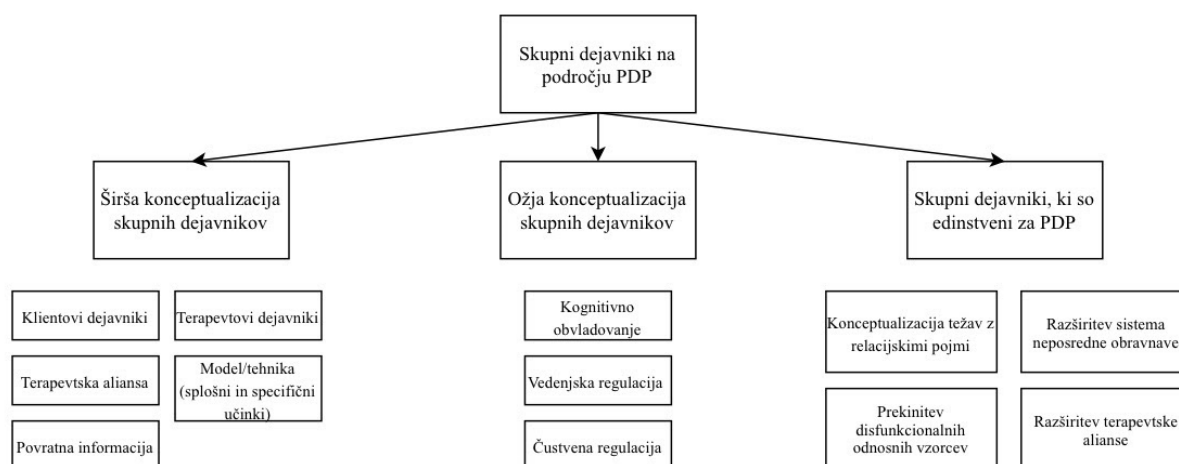 Skupni dejavniki na
področju PDP
Širša konceptualizacija
skupnih dejavnikov
Ožja konceptualizacija
skupnih dejavnikov
Skupni dejavniki, ki so
edinstveni za PDP
Klientovi dejavniki
Terapevtovi dejavniki
Terapevtska aliansa
Model/tehnika
(splošni in specifični
učinki)
Povratna informacija
Kognitivno
obvladovanje
Vedenjska regulacija
Čustvena regulacija
Konceptualizacija težav z
relacijskimi pojmi
Razširitev sistema
neposredne obravnave
Prekinitev
disfunkcionalnih
odnosnih vzorcev
Razširitev terapevtske
alianse